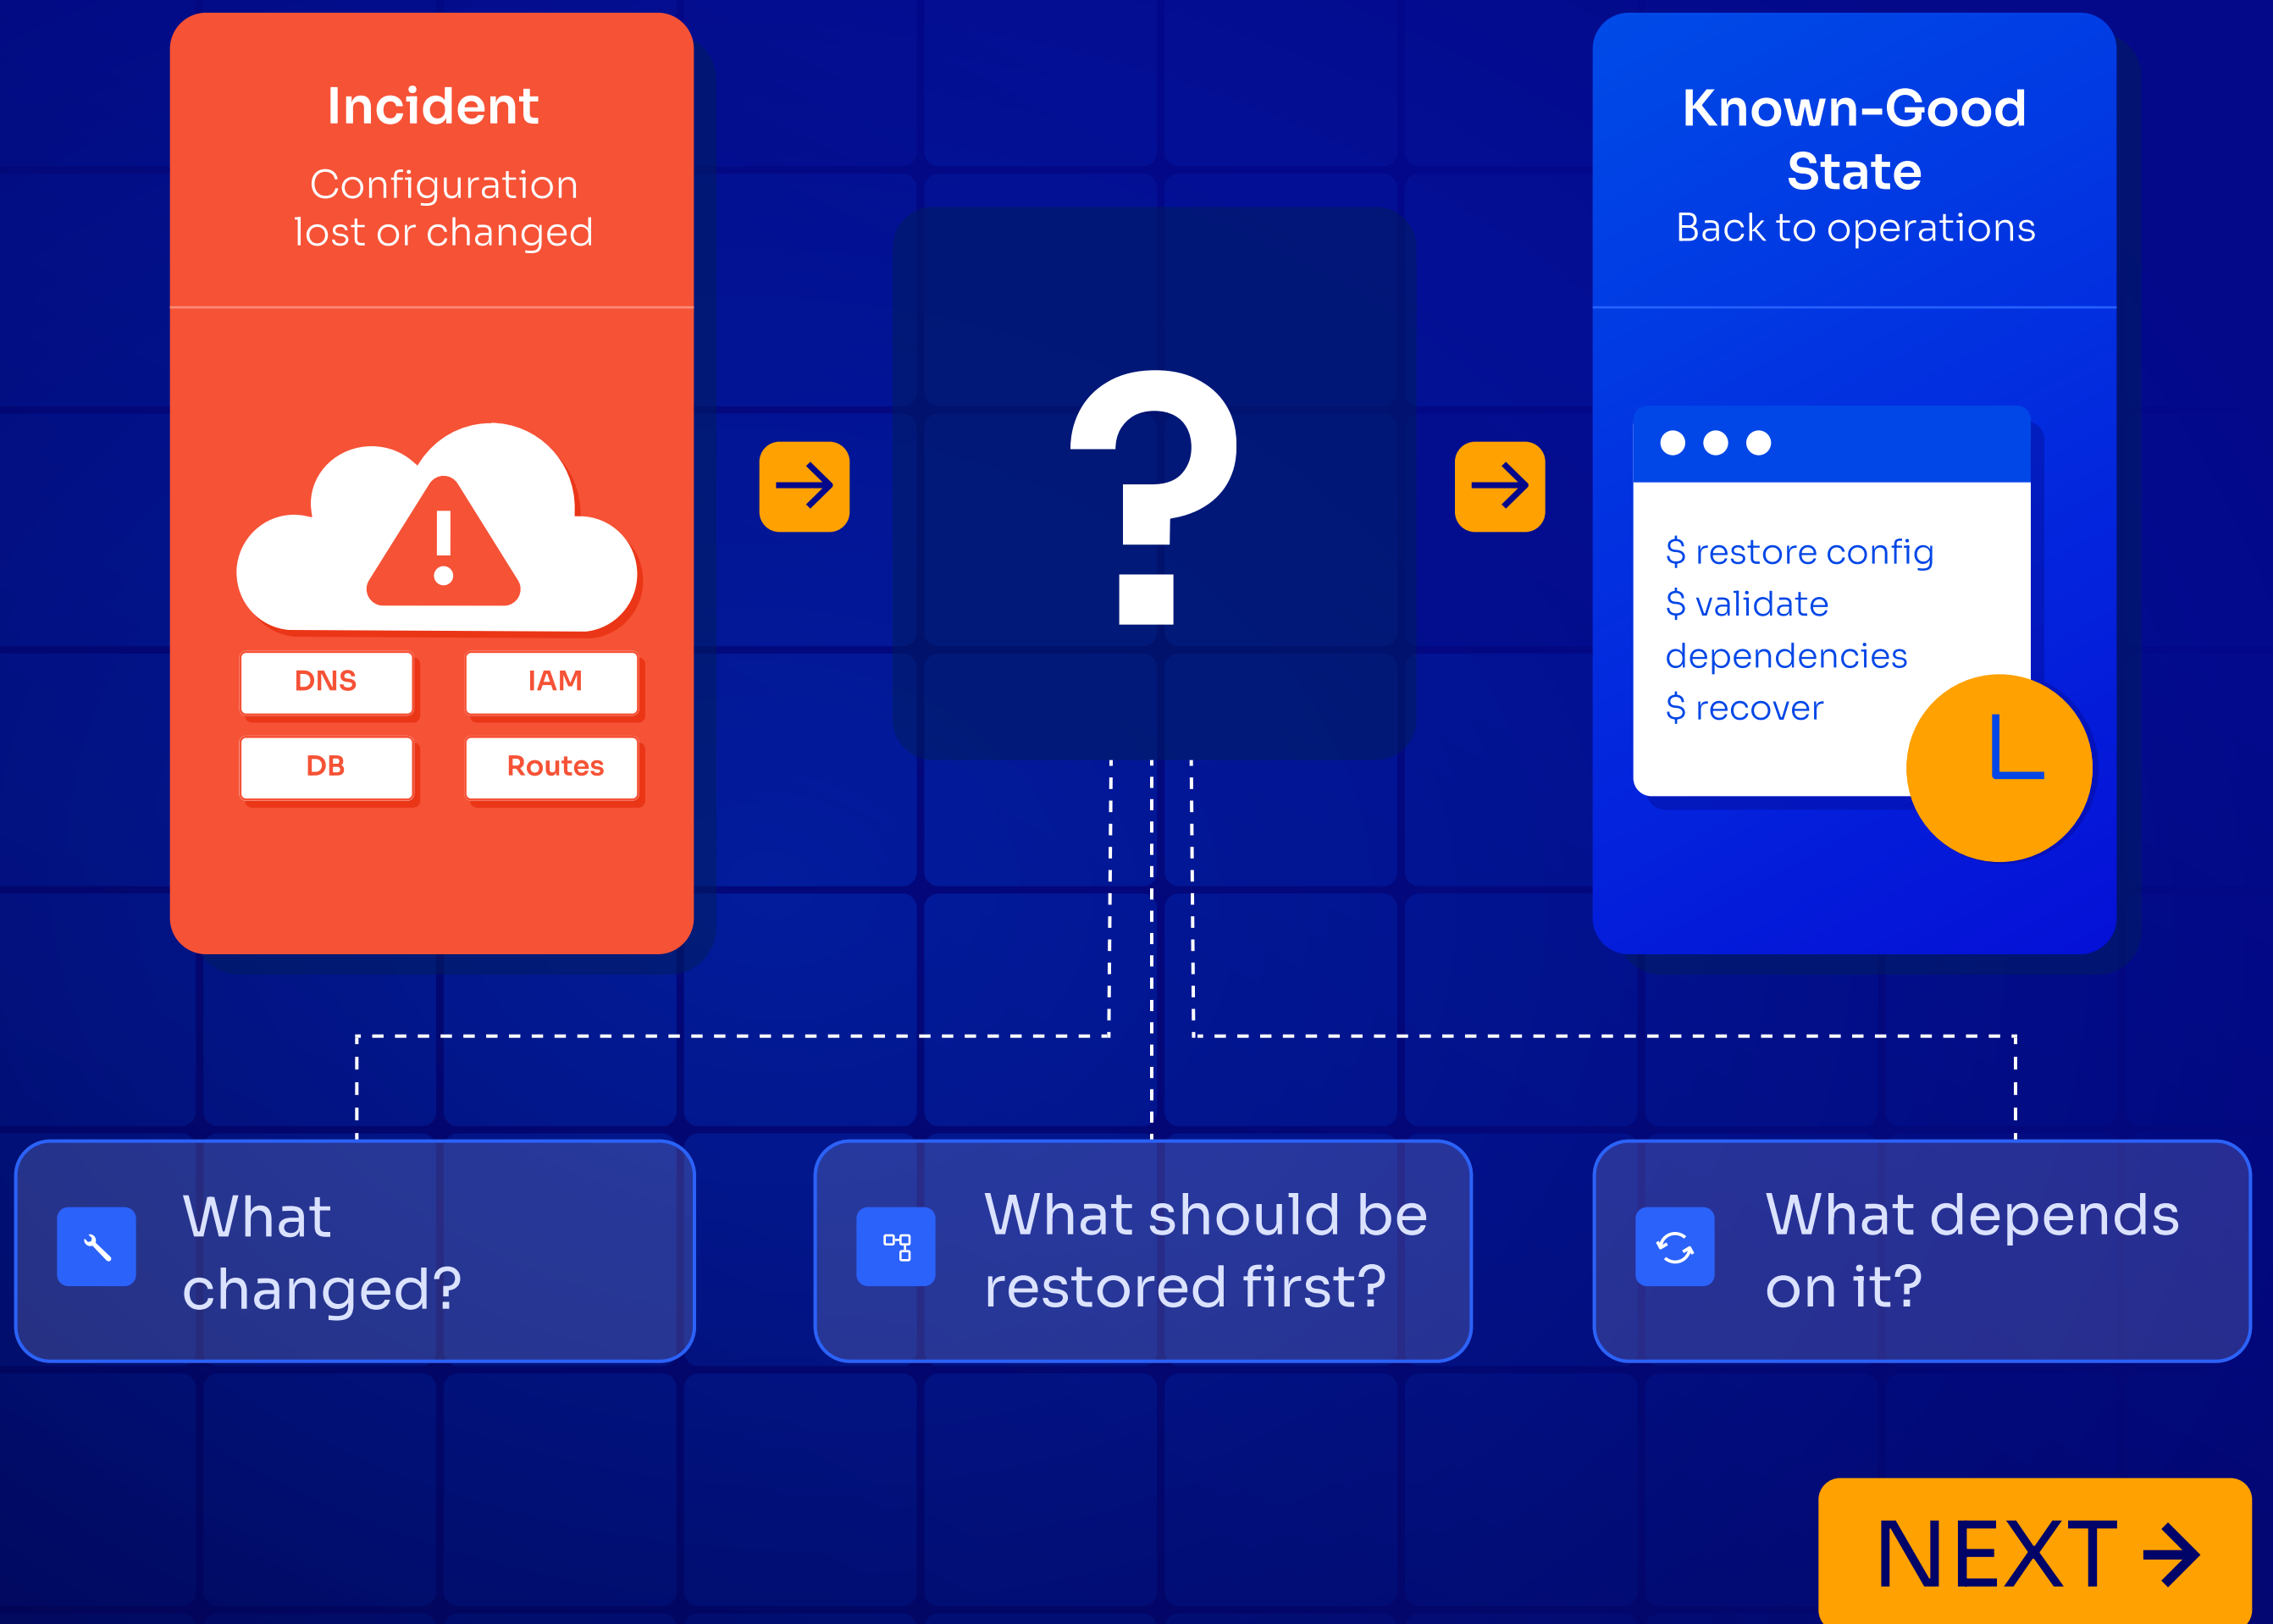 Incident
Configuration
lost or changed
DNS
IAM
DB
Routes
?
Known-Good
State
Back to operations
$ restore config
$ validate
dependencies
$ recover
What
changed?
What should be
restored first?
What depends
on it?
NEXT →